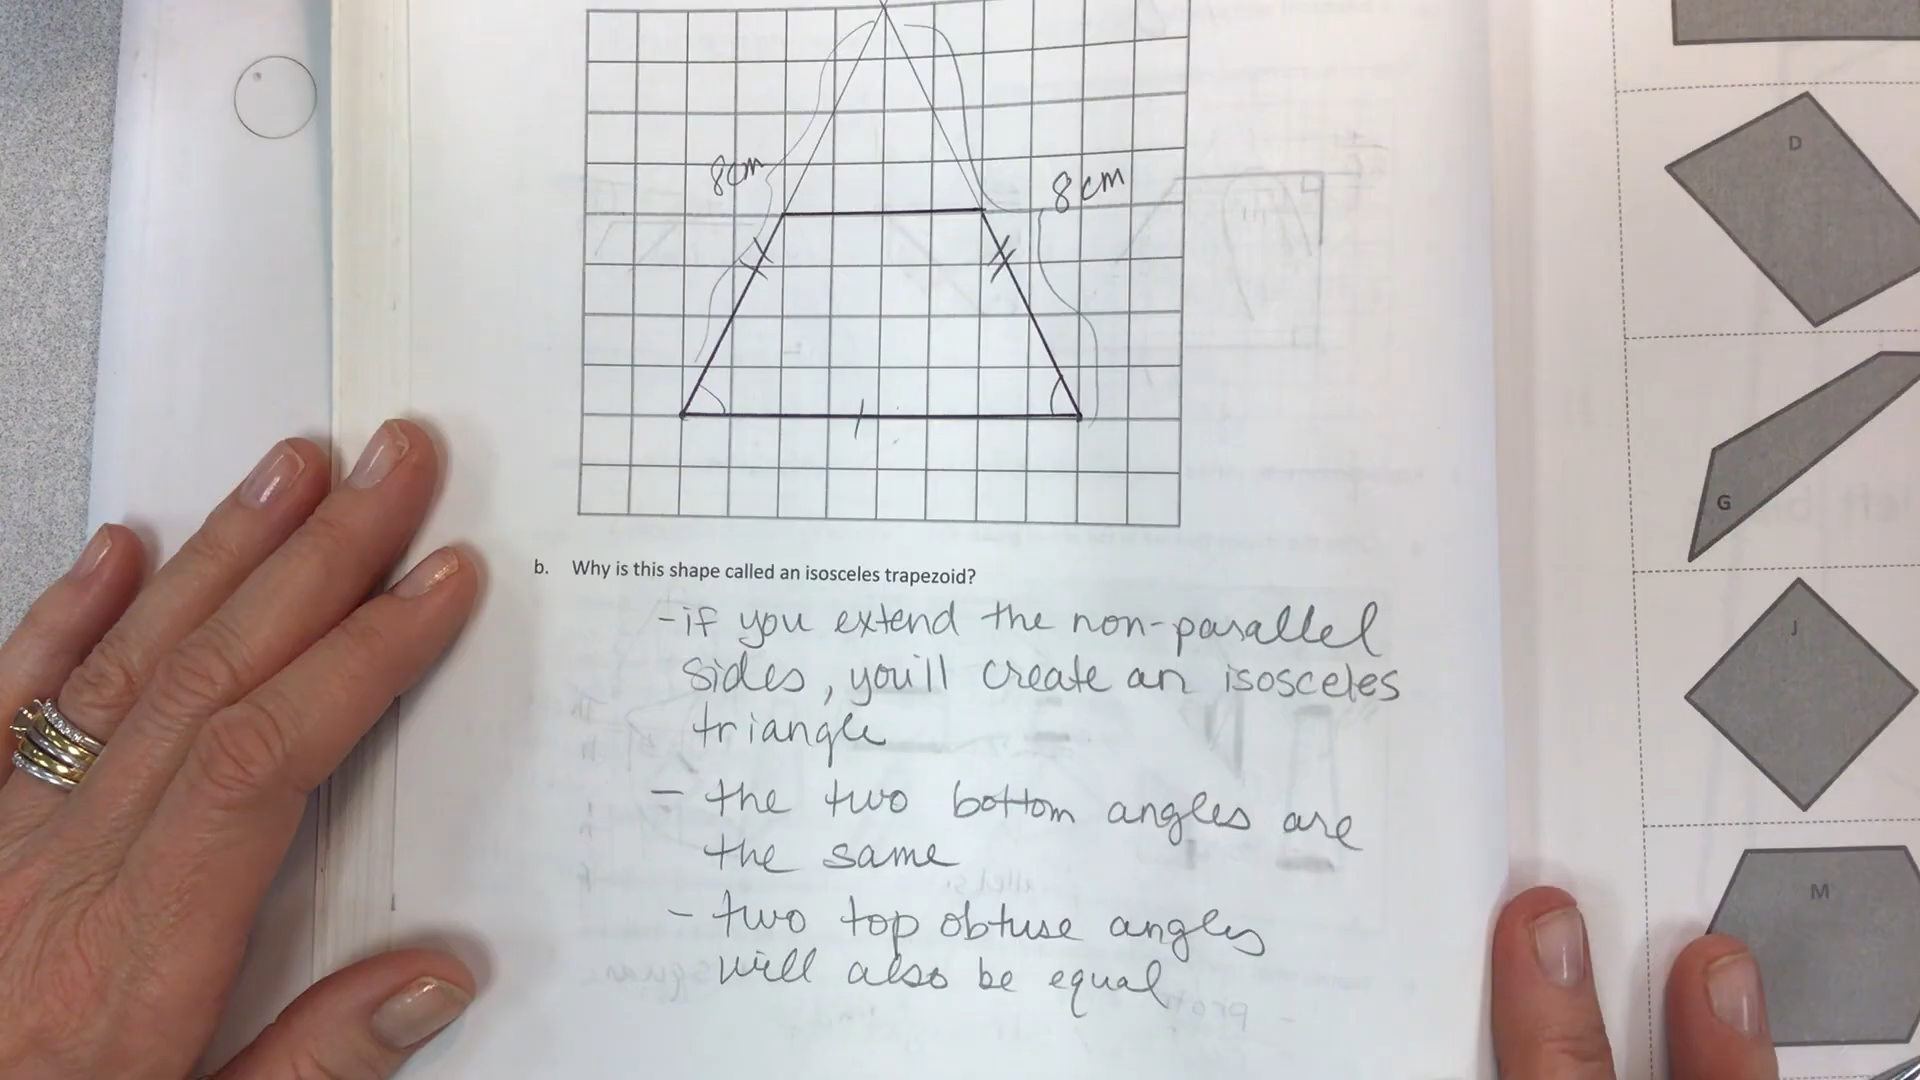 8cm
8cm
b. Why is this shape called an isosceles trapezoid?
- if you extend the non-parallel
sides, you'll create an isosceles
triangle
- the two bottom angles are
the same
- two top obtuse angles
will also be equal
D
G
J
M